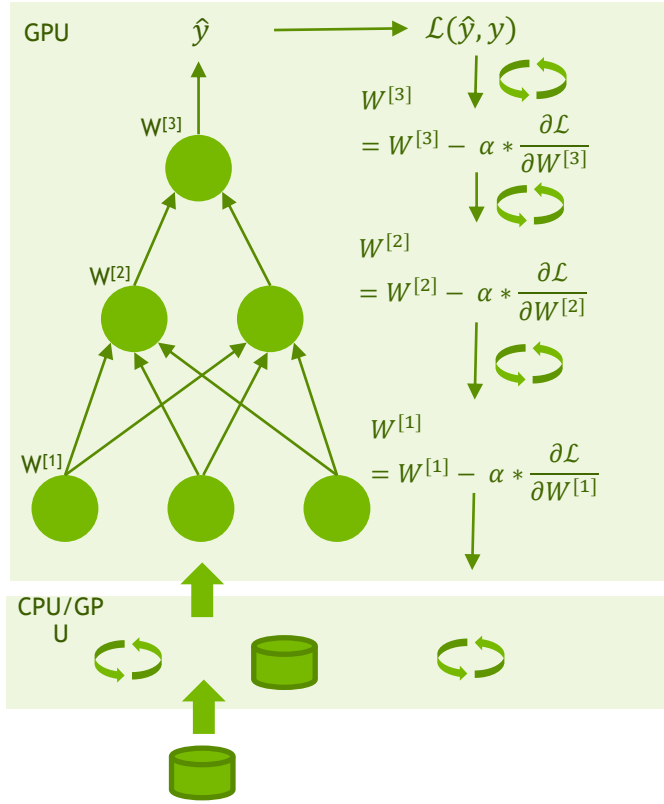 GPU
ŷ
ℒ(ŷ, y)
W[3]
W[3]
= W[3] − α * ∂ℒ/∂W[3]
W[2]
W[2]
= W[2] − α * ∂ℒ/∂W[2]
W[1]
W[1]
= W[1] − α * ∂ℒ/∂W[1]
CPU/GP
U